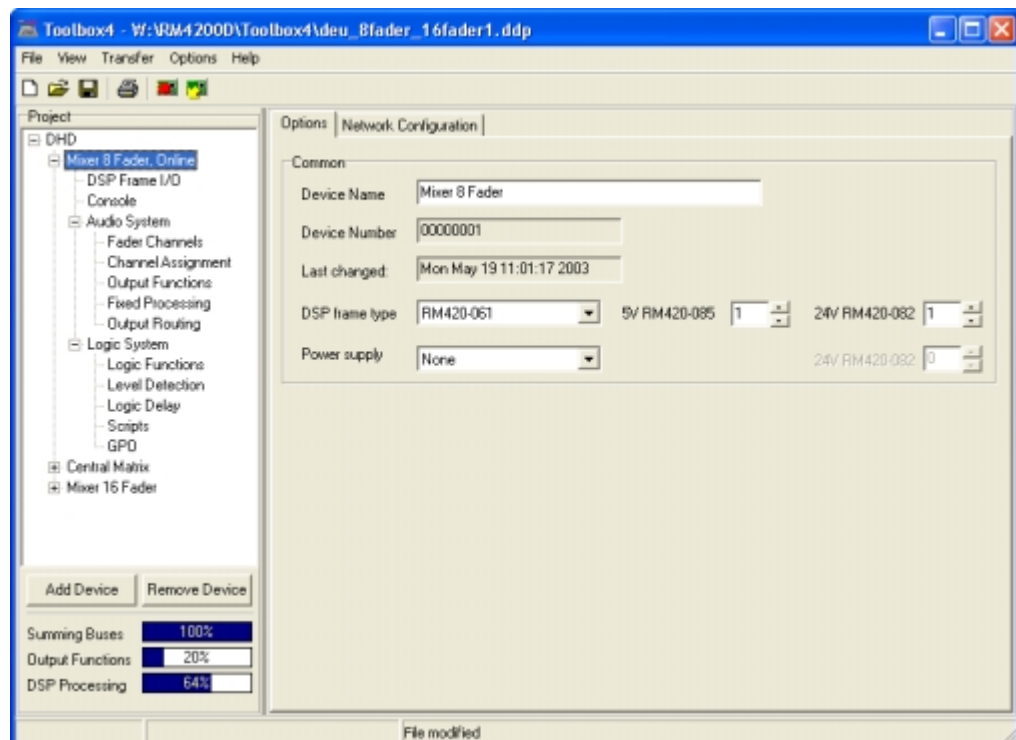 Toolbox4 - W:\RM4200D\Toolbox4\deu_8fader_16fader1.ddp
File View Transfer Options Help
Project
DHD
Mixer 8 Fader, Online
DSP Frame I/O
Console
Audio System
Fader Channels
Channel Assignment
Output Functions
Fixed Processing
Output Routing
Logic System
Logic Functions
Level Detection
Logic Delay
Scripts
GPO
Central Matrix
Mixer 16 Fader
Add Device Remove Device
Summing Buses 100%
Output Functions 20%
DSP Processing 64%
Options Network Configuration
Common
Device Name Mixer 8 Fader
Device Number 00000001
Last changed: Mon May 19 11:01:17 2003
DSP frame type RM420-061 5V RM420-085 1 24V RM420-082 1
Power supply None 24V RM420-082 0
File modified